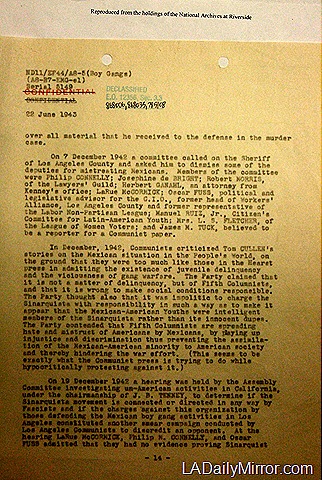 Reproduced from the holdings of the National Archives at Riverside
ND11/EF44/A8-5(Boy Gangs)
(A8-B7-EMG-el)
Serial 5149
CONFIDENTIAL
CONFIDENTIAL
DECLASSIFIED
E.O. 12356, Sec. 3.3
22 June 1943
over all material that he received to the defense in the murder
case.
On 7 December 1942 a committee called on the Sheriff
of Los Angeles County and asked him to dismiss some of the
deputies for mistreating Mexicans. Members of the committee
were Philip CONNELLY; Josephine de BRIGHT; Robert MORRIS,
of the Lawyers' Guild; Herbert GANAHL, an attorney from
Kenney's office; LaRue McCORMICK; Oscar FUSS, political and
legislative advisor for the C.I.O., former head of Workers'
Alliance, Los Angeles County and former representative of
the Labor Non-Partisan League; Manuel RUIZ, Jr., Citizens'
Committee for Latin-American Youth; Mrs. L. S. PLETCHER, of
the League of Women Voters; and James M. TUCK, believed to
be a reporter for a Communist paper.
In December, 1942, Communists criticized Tom CULLEN's
stories on the Mexican situation in the People's World, on
the ground that they were too much like those in the Hearst
press in admitting the existence of juvenile delinquency
and the viciousness of gang warfare. The Party claimed that
it is not a matter of delinquency, but of Fifth Columnists,
and that it is wrong to make social conditions responsible.
The Party thought also that it was impolitic to charge the
Sinarquists with responsibility in such a way as to make it
appear that the Mexican-American Youths were intelligent
members of the Sinarquists rather than its innocent dupes.
The Party contended that Fifth Columnists are spreading
hate and mistrust of Americans by Mexicans, by playing up
injustice and discrimination thus preventing the assimila-
tion of the Mexican-American minority to American society
and thereby hindering the war effort. (This seems to be
exactly what the Communist press is trying to do while
hypocritically protesting against it.)
On 19 December 1942 a hearing was held by the Assembly
Committee investigating un-American activities in California
under the chairmanship of J. B. TENNEY, to determine if the
Sinarquista movement is connected or directed in any way by
Fascists and if the charges against this organization by
those defending the Mexican boy gang activities in Los
Angeles constituted another smear campaign conducted by
Los Angeles Communists to discredit an opponent. At the
hearing LaRue McCORMICK, Philip M. CONNELLY, and Oscar
FUSS admitted that they had no evidence proving Sinarquist
- 14 -
LADailyMirror.com